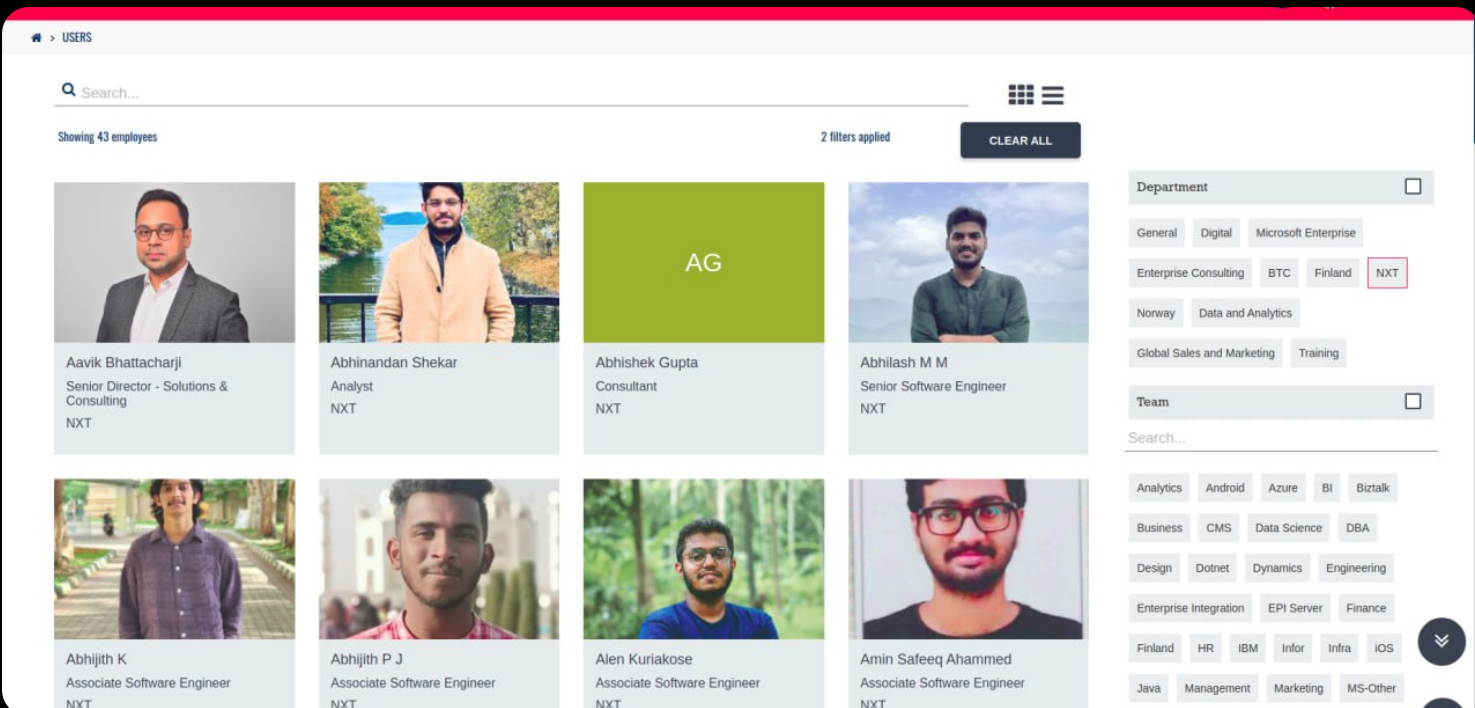 > USERS
Search...
Showing 43 employees
2 filters applied
CLEAR ALL
AG
Aavik Bhattacharji
Senior Director - Solutions &
Consulting
NXT
Abhinandan Shekar
Analyst
NXT
Abhishek Gupta
Consultant
NXT
Abhilash M M
Senior Software Engineer
NXT
Abhijith K
Associate Software Engineer
NXT
Abhijith P J
Associate Software Engineer
NXT
Alen Kuriakose
Associate Software Engineer
NXT
Amin Safeeq Ahammed
Associate Software Engineer
NXT
Department
General Digital Microsoft Enterprise
Enterprise Consulting BTC Finland NXT
Norway Data and Analytics
Global Sales and Marketing Training
Team
Search...
Analytics Android Azure BI Biztalk
Business CMS Data Science DBA
Design Dotnet Dynamics Engineering
Enterprise Integration EPI Server Finance
Finland HR IBM Infor Infra iOS
Java Management Marketing MS-Other